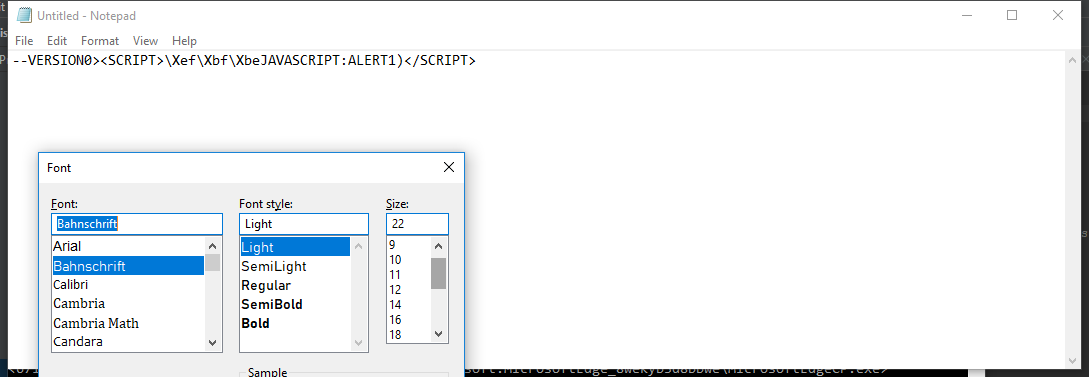 Untitled - Notepad
File Edit Format View Help
--VERSION0><SCRIPT>\Xef\Xbf\XbeJAVASCRIPT:ALERT1)</SCRIPT>
Font
Font: Font style: Size:
Bahnschrift Light 22
Arial Light 9
Bahnschrift SemiLight 10
Calibri Regular 11
Cambria SemiBold 12
Cambria Math Bold 14
Candara 16
18
Sample